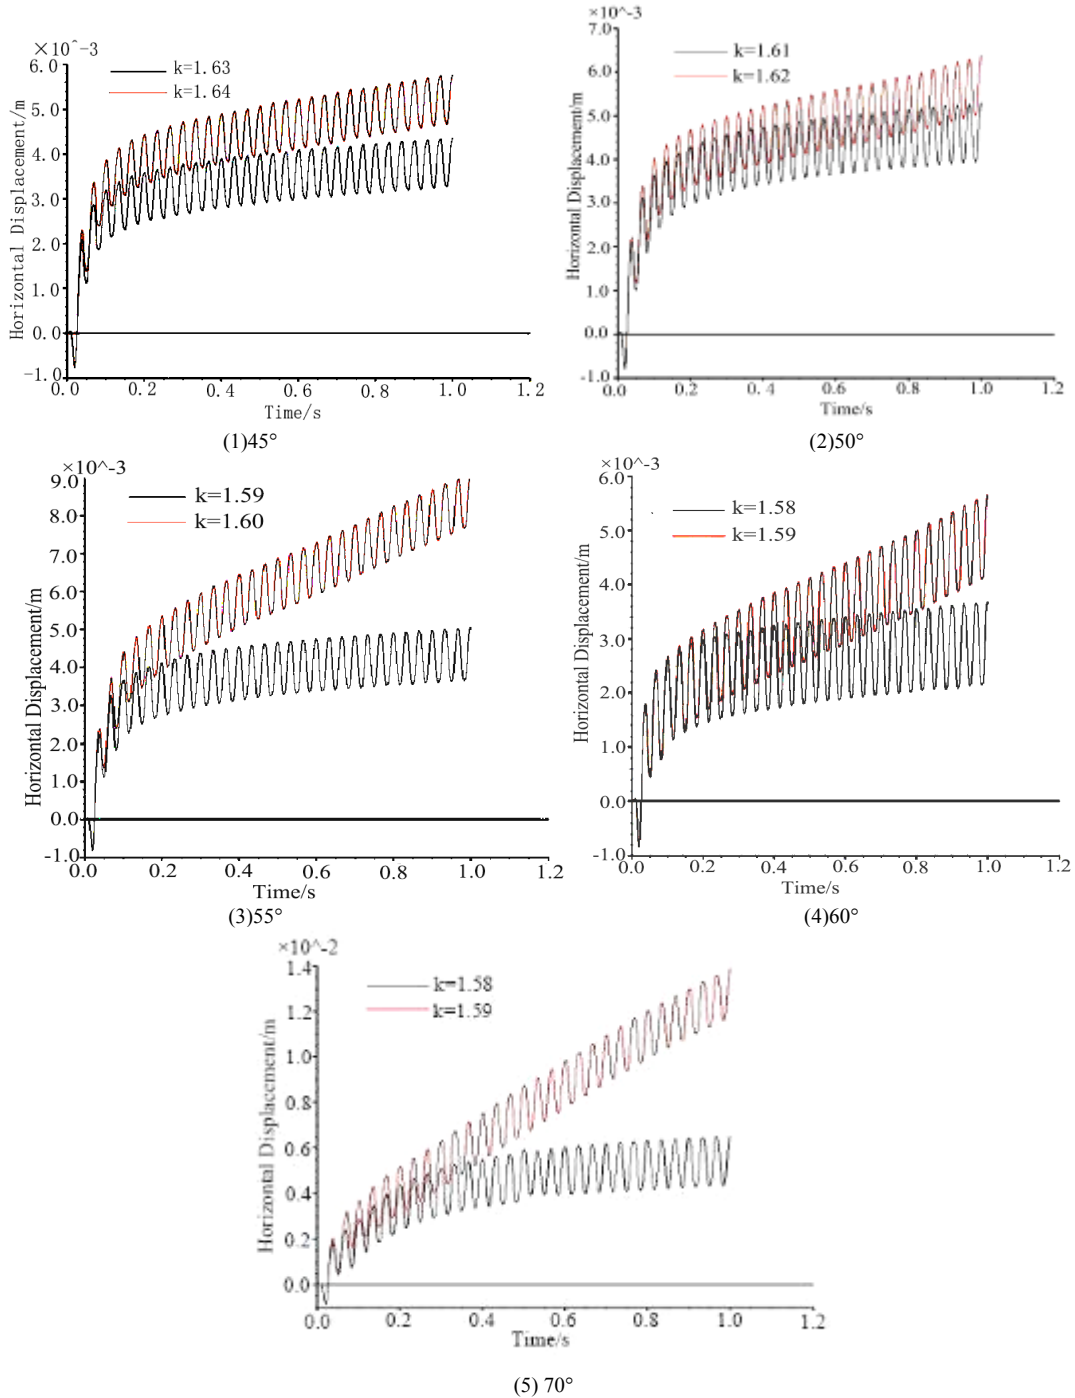 ×10^-3
k=1.63
k=1.64
6.0
5.0
4.0
3.0
2.0
1.0
0.0
-1.0
Horizontal Displacement/m
0.0 0.2 0.4 0.6 0.8 1.0 1.2
Time/s
(1)45°
×10^-3
k=1.61
k=1.62
7.0
6.0
5.0
4.0
3.0
2.0
1.0
0.0
-1.0
Horizontal Displacement/m
0.0 0.2 0.4 0.6 0.8 1.0 1.2
Time/s
(2)50°
×10^-3
k=1.59
k=1.60
9.0
8.0
7.0
6.0
5.0
4.0
3.0
2.0
1.0
0.0
-1.0
Horizontal Displacement/m
0.0 0.2 0.4 0.6 0.8 1.0 1.2
Time/s
(3)55°
×10^-3
k=1.58
k=1.59
6.0
5.0
4.0
3.0
2.0
1.0
0.0
-1.0
Horizontal Displacement/m
0.0 0.2 0.4 0.6 0.8 1.0 1.2
Time/s
(4)60°
×10^-2
k=1.58
k=1.59
1.4
1.2
1.0
0.8
0.6
0.4
0.2
0.0
Horizontal Displacement/m
0.0 0.2 0.4 0.6 0.8 1.0 1.2
Time/s
(5) 70°